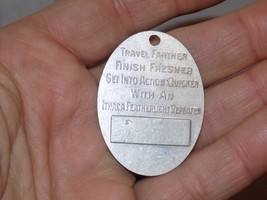 TRAVEL FARTHER
FINISH FRESHER
GET INTO ACTION QUICKER
WITH AN
ITHACA FEATHERLIGHT REPEATER